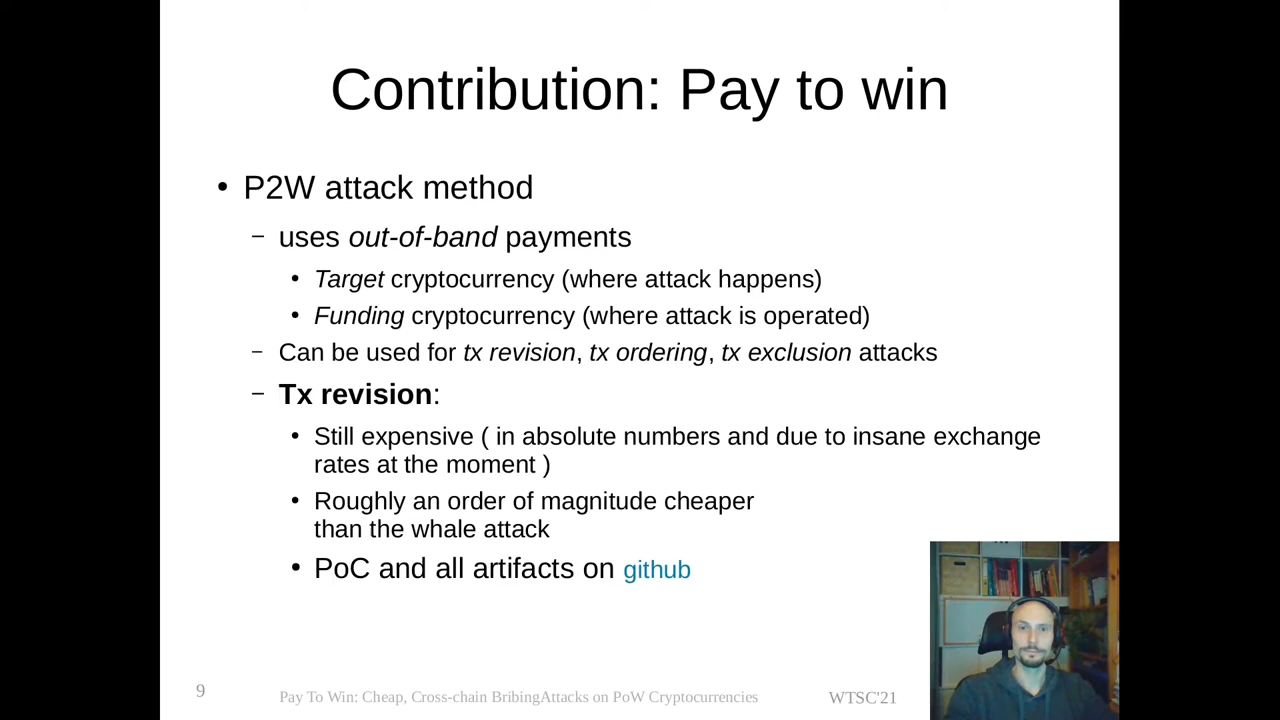 Contribution: Pay to win
• P2W attack method
– uses out-of-band payments
• Target cryptocurrency (where attack happens)
• Funding cryptocurrency (where attack is operated)
– Can be used for tx revision, tx ordering, tx exclusion attacks
– Tx revision:
• Still expensive ( in absolute numbers and due to insane exchange
rates at the moment )
• Roughly an order of magnitude cheaper
than the whale attack
• PoC and all artifacts on github
9
Pay To Win: Cheap, Cross-chain BribingAttacks on PoW Cryptocurrencies
WTSC'21